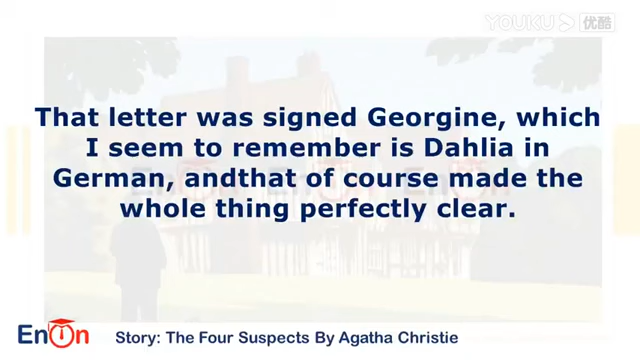 YOUKU 优酷
That letter was signed Georgine, which
I seem to remember is Dahlia in
German, andthat of course made the
whole thing perfectly clear.
EnOn
Story: The Four Suspects By Agatha Christie